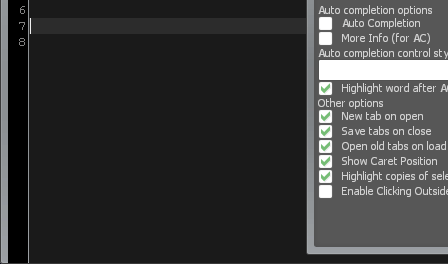 6
7
8
Auto completion options
Auto Completion
More Info (for AC)
Auto completion control sty
Highlight word after A
Other options
New tab on open
Save tabs on close
Open old tabs on load
Show Caret Position
Highlight copies of sele
Enable Clicking Outside